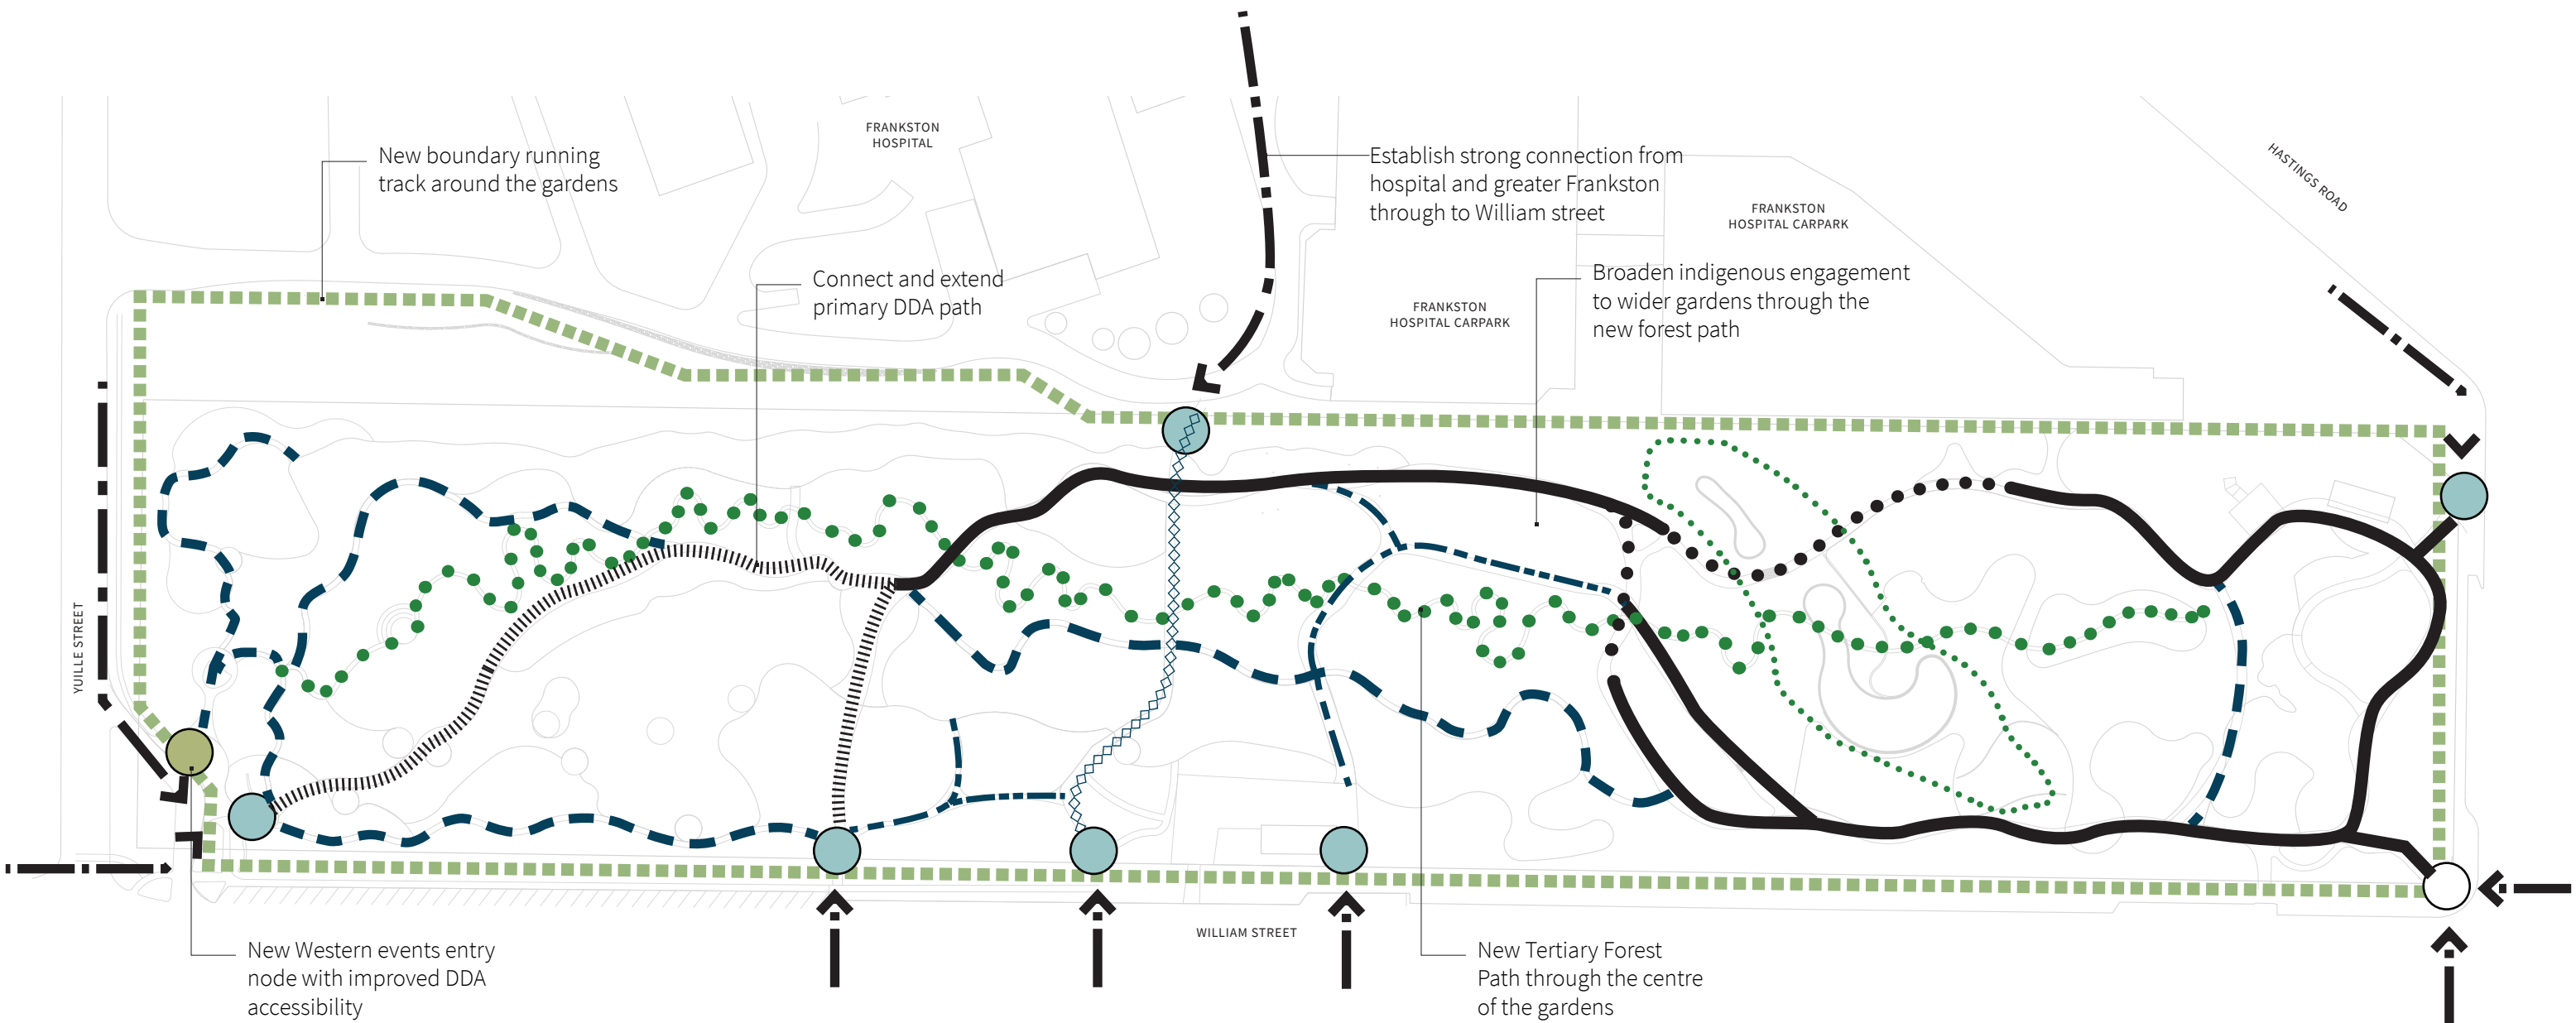 FRANKSTON
HOSPITAL
New boundary running
track around the gardens
Establish strong connection from
hospital and greater Frankston
through to William street
HASTINGS ROAD
FRANKSTON
HOSPITAL CARPARK
Connect and extend
primary DDA path
Broaden indigenous engagement
to wider gardens through the
new forest path
FRANKSTON
HOSPITAL CARPARK
YUILLE STREET
WILLIAM STREET
New Western events entry
node with improved DDA
accessibility
New Tertiary Forest
Path through the centre
of the gardens